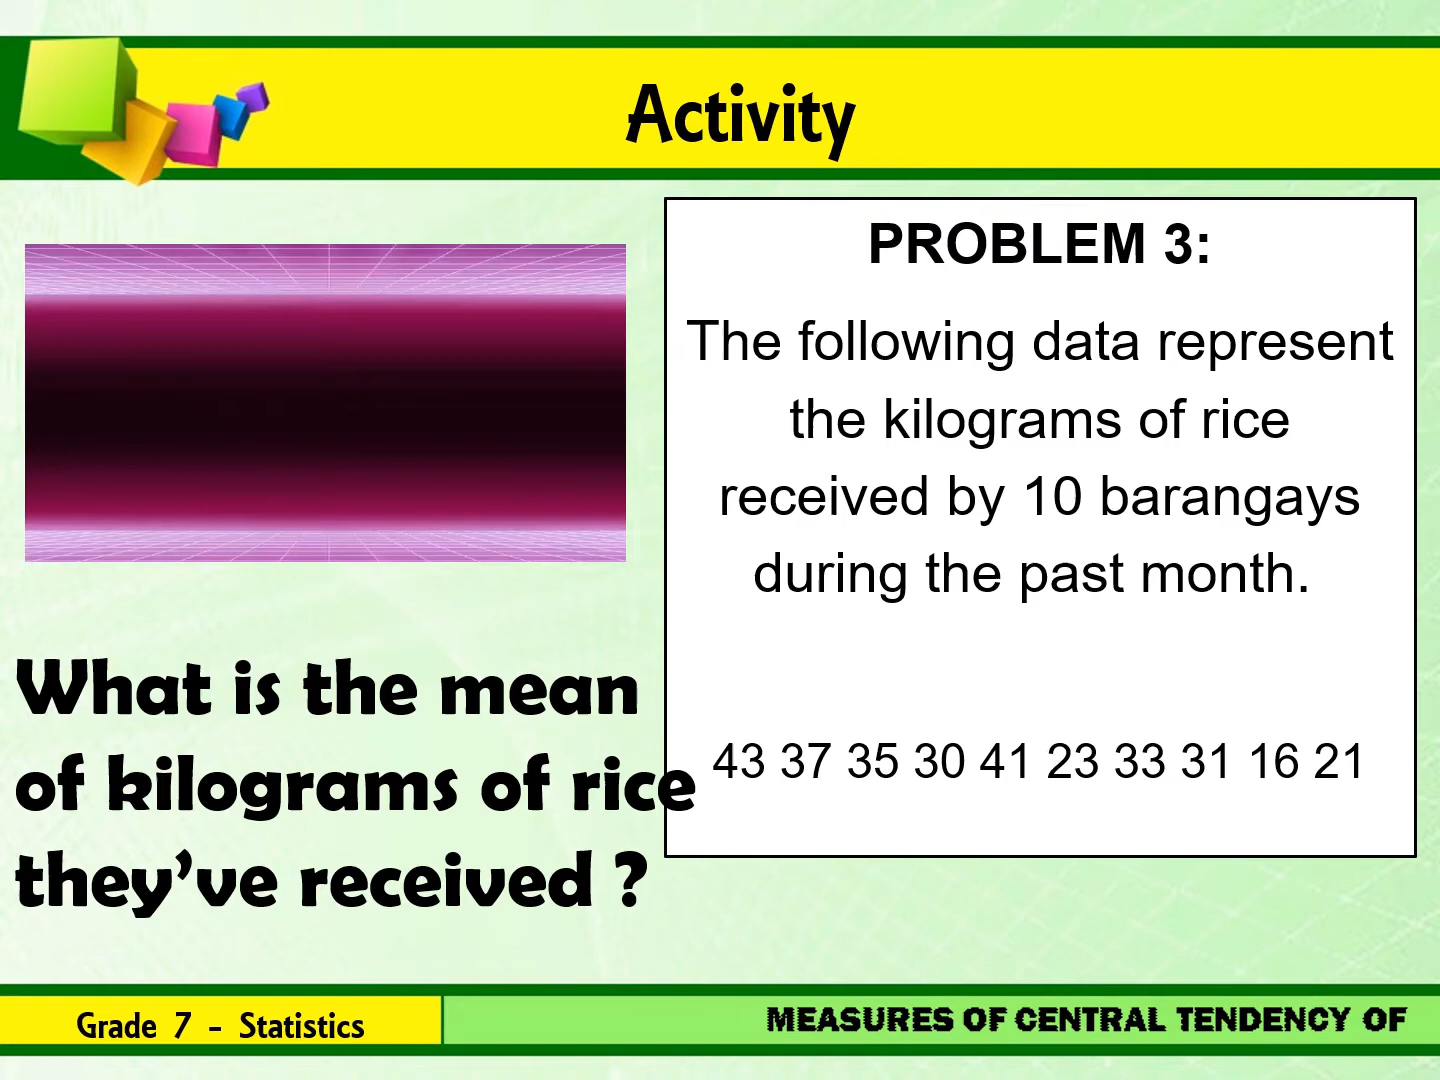 Activity
PROBLEM 3:
The following data represent
the kilograms of rice
received by 10 barangays
during the past month.
43 37 35 30 41 23 33 31 16 21
What is the mean
of kilograms of rice
they’ve received ?
Grade 7 - Statistics
MEASURES OF CENTRAL TENDENCY OF